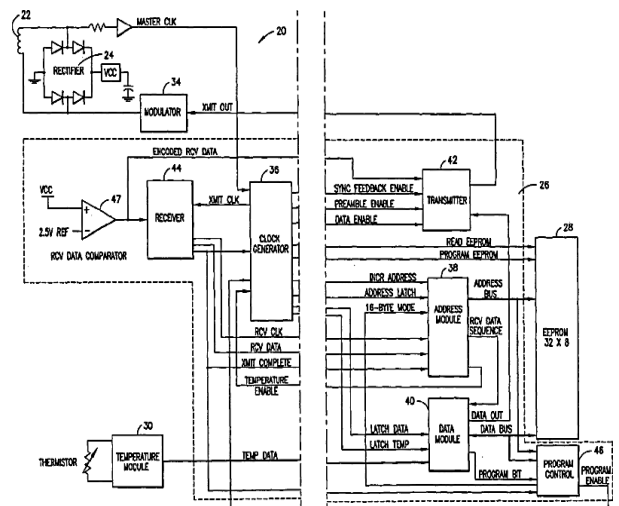 22
MASTER CLK
20
RECTIFIER
24
VCC
34
MODULATOR
XMIT OUT
ENCODED RCV DATA
42
TRANSMITTER
26
44
36
VCC
47
RECEIVER
XMIT CLK
SYNC FEEDBACK ENABLE
PREAMBLE ENABLE
DATA ENABLE
28
2.5V REF
RCV DATA COMPARATOR
CLOCK
GENERATOR
READ EEPROM
PROGRAM EEPROM
INCR ADDRESS
38
ADDRESS
BUS
ADDRESS LATCH
16-BYTE MODE
ADDRESS
MODULE
RCV DATA
SEQUENCE
EEPROM
32 X 8
RCV CLK
RCV DATA
XMIT COMPLETE
TEMPERATURE
ENABLE
40
DATA OUT
LATCH DATA
DATA
MODULE
DATA BUS
LATCH TEMP
46
30
THERMISTOR
TEMPERATURE
MODULE
TEMP DATA
PROGRAM BIT
PROGRAM
CONTROL
PROGRAM
ENABLE